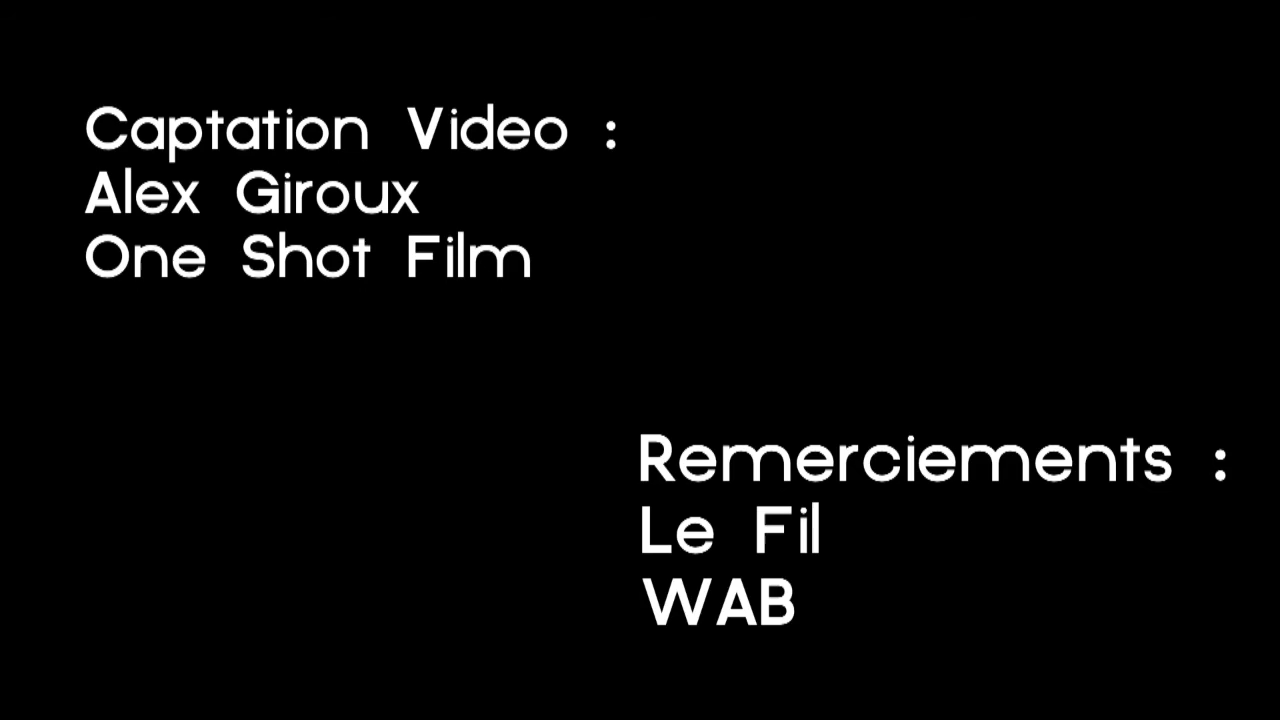 Captation Video :
Alex Giroux
One Shot Film
Remerciements :
Le Fil
WAB